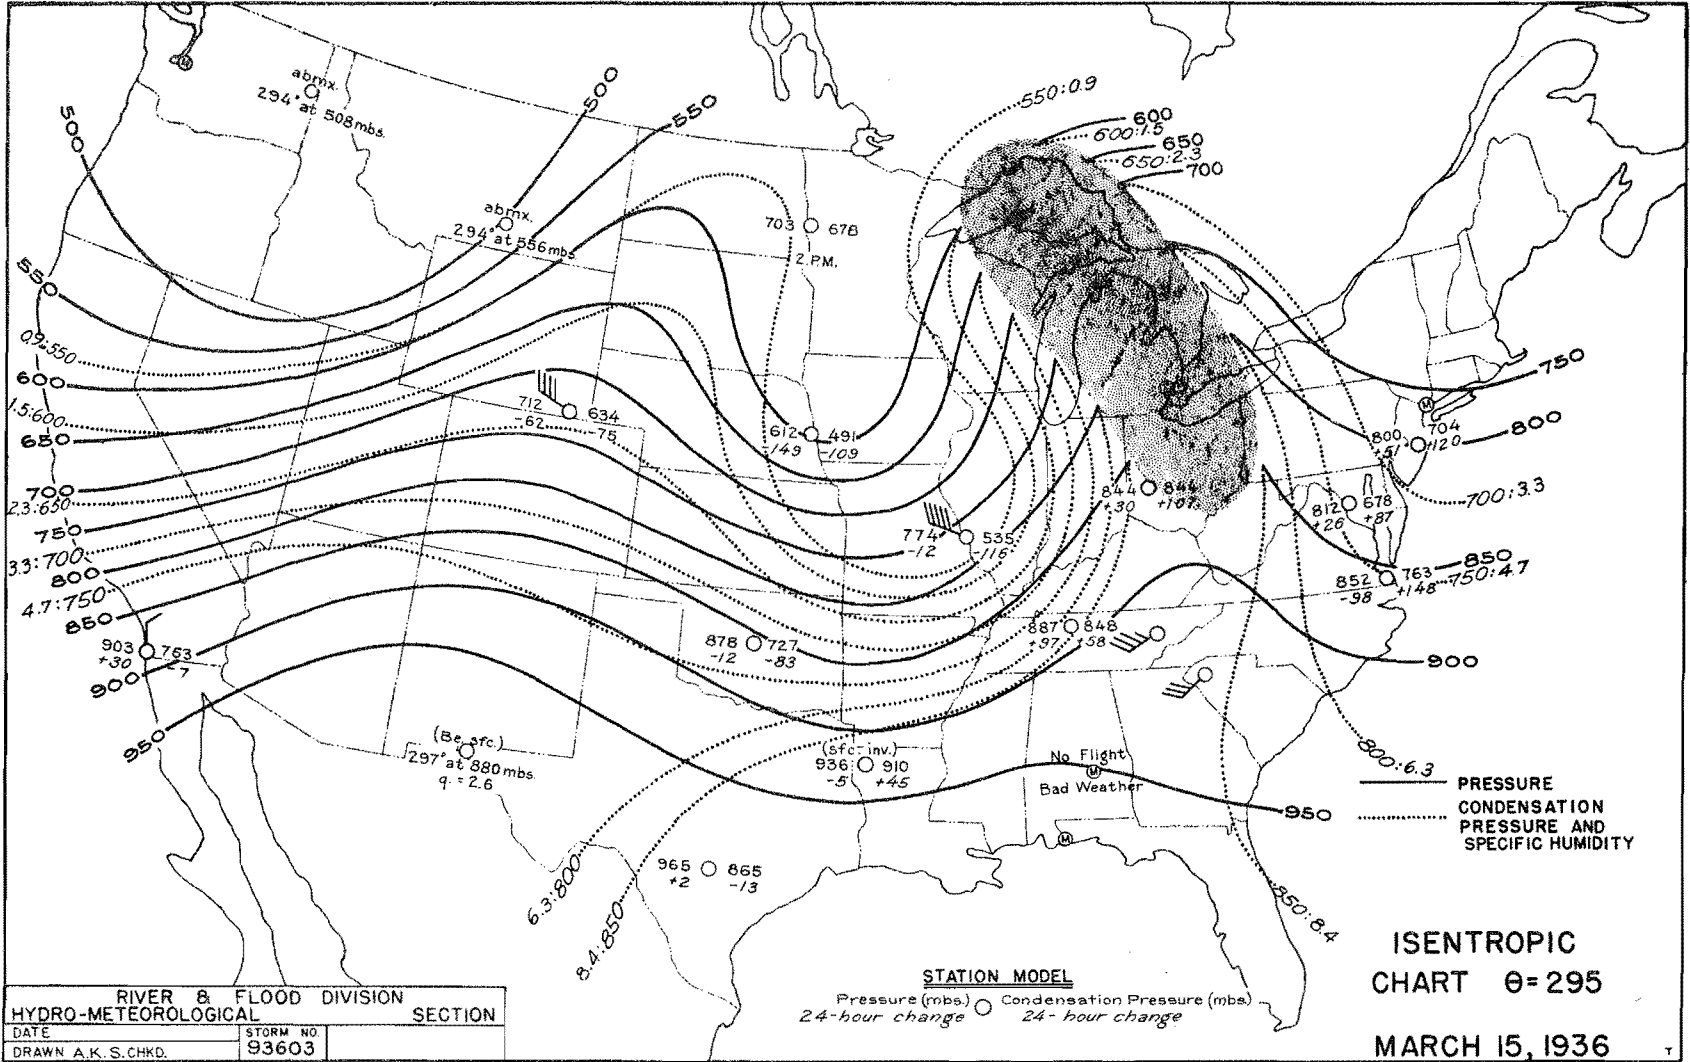 abmx.
294° at 508 mbs.
500
550
500
550:0.9
600
600:1.5
650
650:2.3
700
abmx.
294° at 556 mbs.
703 678
2 P.M.
550
0.9:550
600
1.5:600
650
700
2.3:650
750
3.3:700
800
4.7:750
850
712 634
-62 -75
612 491
149 -109
750
800
800 704
+51 +120
700:3.3
844 844
+30 +107
812 678
+26 +87
774 535
-12 -116
850
852 763
-98 +148
750:4.7
903 763
+30 -7
900
950
878 727
-12 -83
887 848
+97 +58
900
(Be. sfc.)
297° at 880 mbs.
q = 2.6
(sfc-inv.)
936 910
-5 +45
No Flight
M
Bad Weather
800:6.3
950
965 865
+2 -13
6.3:800
8.4:850
850:8.4
M
M
M
PRESSURE
CONDENSATION
PRESSURE AND
SPECIFIC HUMIDITY
STATION MODEL
Pressure (mbs.) Condensation Pressure (mbs)
24-hour change 24-hour change
ISENTROPIC
CHART θ=295
MARCH 15, 1936
RIVER & FLOOD DIVISION
HYDRO-METEOROLOGICAL SECTION
DATE STORM NO.
DRAWN A.K.S. CHKD. 93603
T